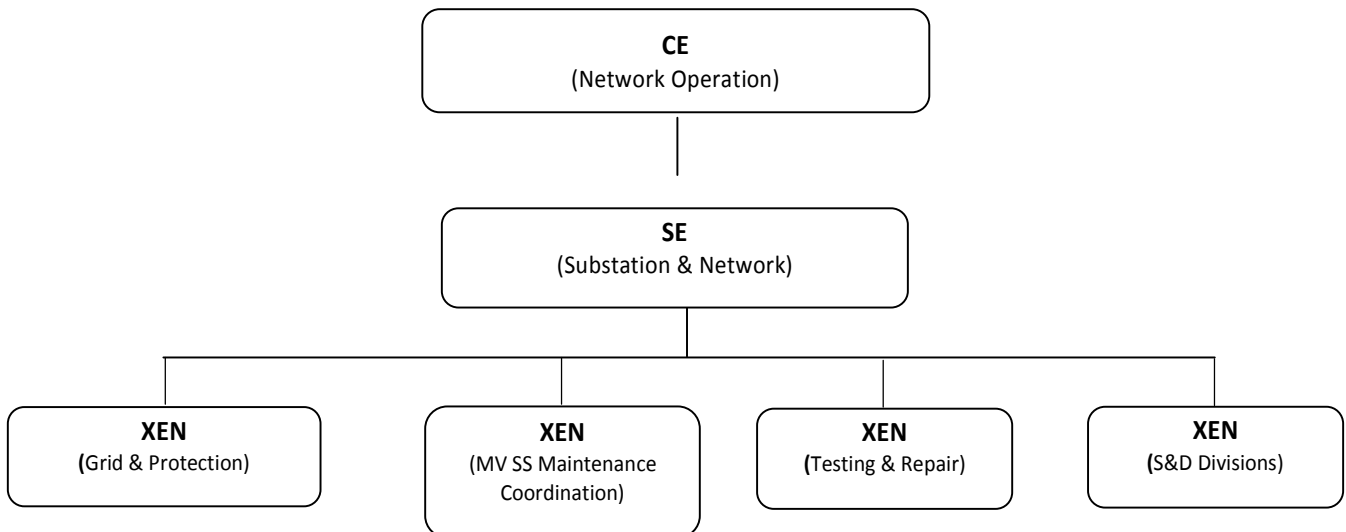 CE
(Network Operation)
SE
(Substation & Network)
XEN
(Grid & Protection)
XEN
(MV SS Maintenance
Coordination)
XEN
(Testing & Repair)
XEN
(S&D Divisions)